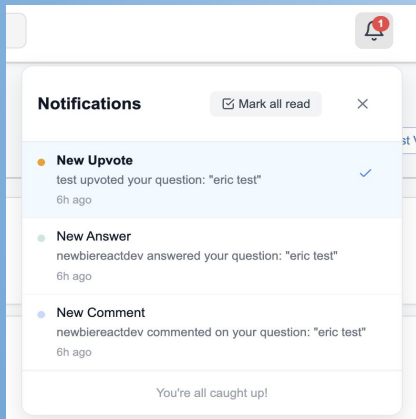 1
Notifications
Mark all read
New Upvote
test upvoted your question: "eric test"
6h ago
New Answer
newbiereactdev answered your question: "eric test"
6h ago
New Comment
newbiereactdev commented on your question: "eric test"
6h ago
You're all caught up!